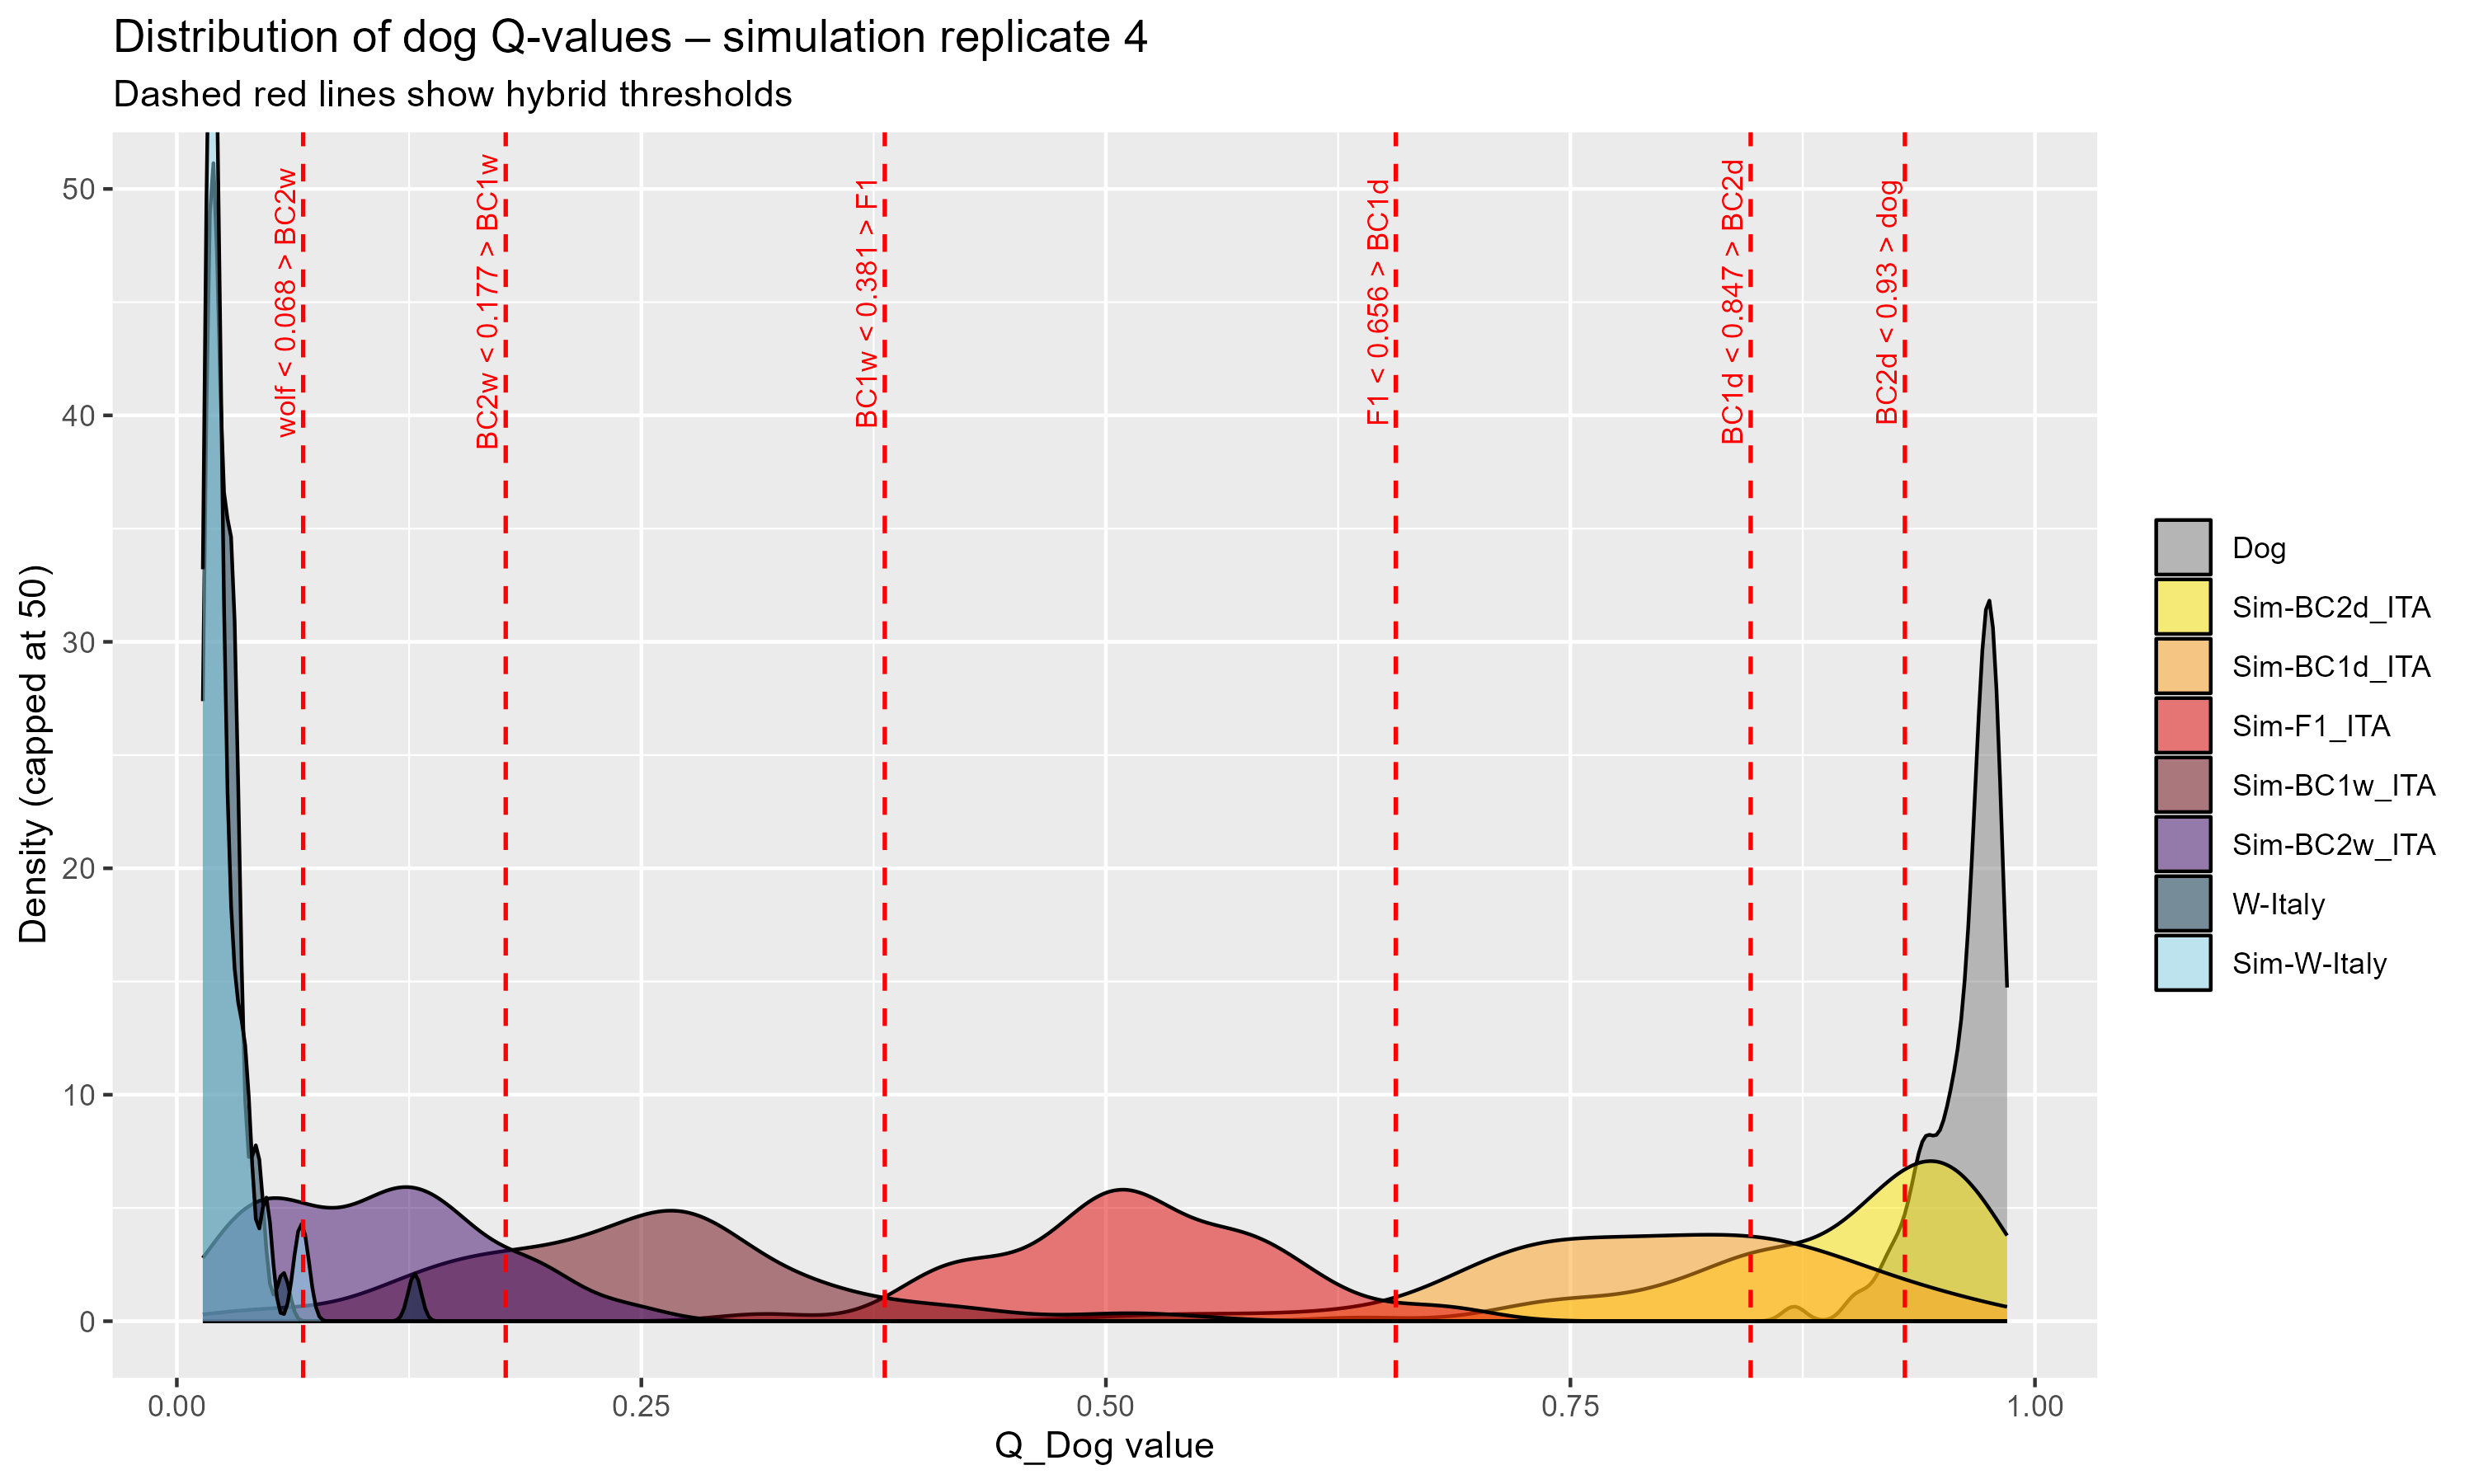 Distribution of dog Q-values – simulation replicate 4
Dashed red lines show hybrid thresholds
Density (capped at 50)
50
40
30
20
10
0
wolf < 0.068 > BC2w
BC2w < 0.177 > BC1w
BC1w < 0.381 > F1
F1 < 0.656 > BC1d
BC1d < 0.847 > BC2d
BC2d < 0.93 > dog
0.00
0.25
0.50
0.75
1.00
Q_Dog value
Dog
Sim-BC2d_ITA
Sim-BC1d_ITA
Sim-F1_ITA
Sim-BC1w_ITA
Sim-BC2w_ITA
W-Italy
Sim-W-Italy